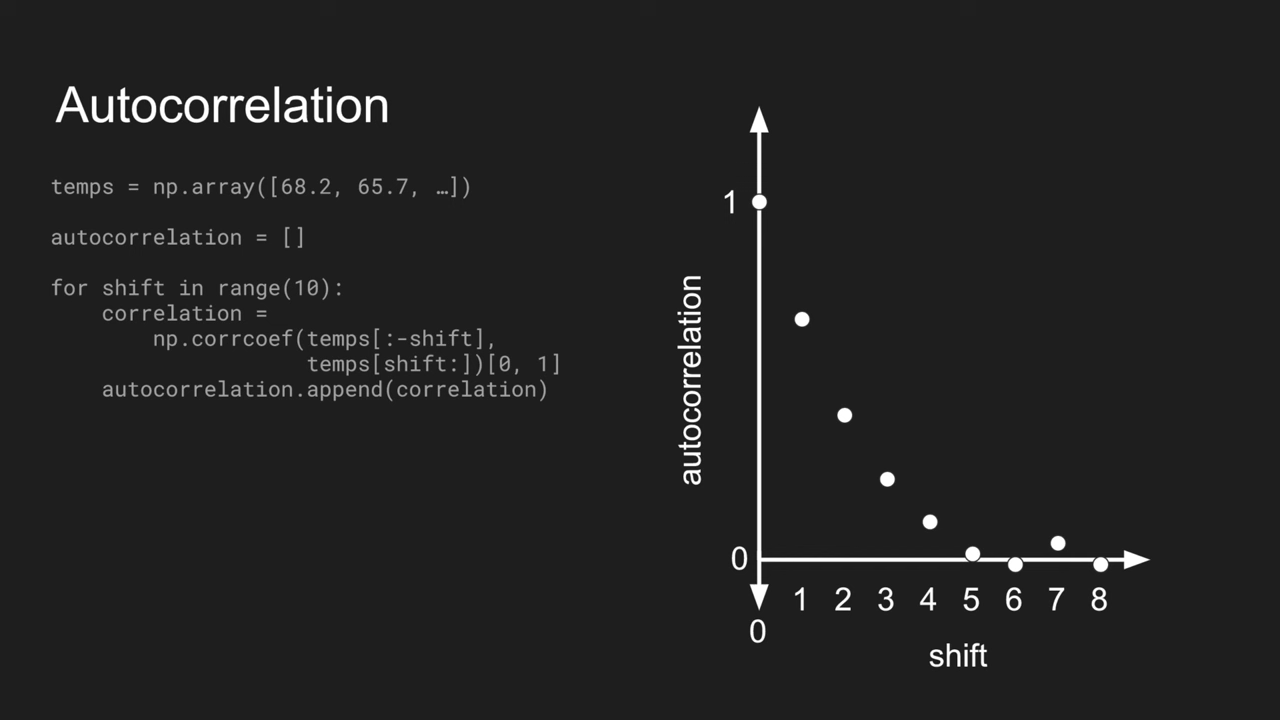 Autocorrelation
temps = np.array([68.2, 65.7, …])
autocorrelation = []
for shift in range(10):
    correlation =
        np.corrcoef(temps[:-shift],
                    temps[shift:])[0, 1]
    autocorrelation.append(correlation)
1
autocorrelation
0
1 2 3 4 5 6 7 8
0
shift